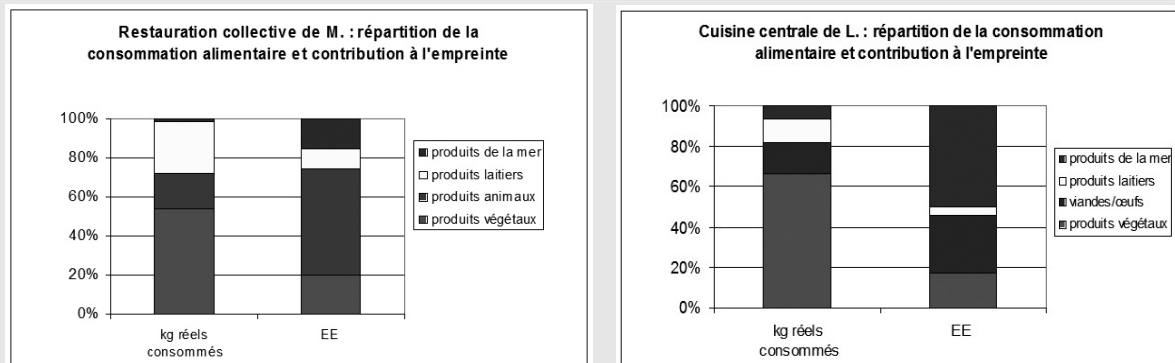 Restauration collective de M. : répartition de la
consommation alimentaire et contribution à l'empreinte
100%
80%
60%
40%
20%
0%
kg réels
consommés
EE
produits de la mer
produits laitiers
produits animaux
produits végétaux
Cuisine centrale de L. : répartition de la consommation
alimentaire et contribution à l'empreinte
100%
80%
60%
40%
20%
0%
kg réels
consommés
EE
produits de la mer
produits laitiers
viandes/œufs
produits végétaux